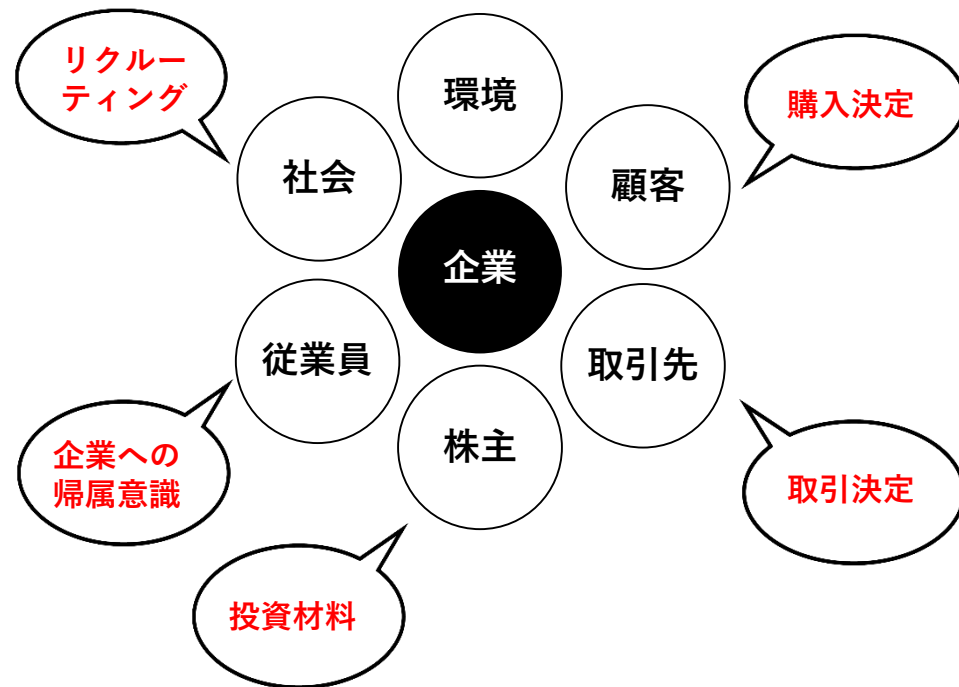 リクルー
ティング
環境
購入決定
社会
顧客
企業
従業員
取引先
株主
企業への
帰属意識
取引決定
投資材料